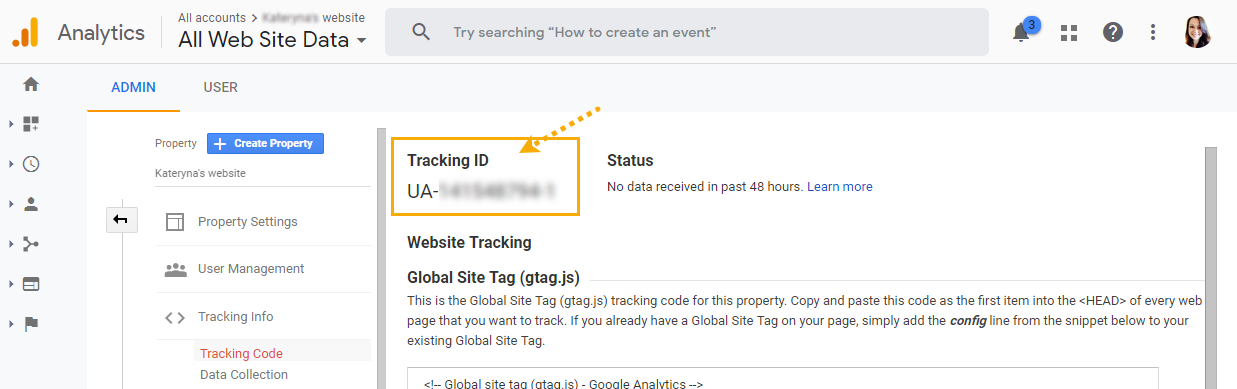 Analytics
All accounts > Kateryna's website
All Web Site Data
Try searching “How to create an event”
3
ADMIN
USER
Property
Create Property
Kateryna's website
Property Settings
User Management
Tracking Info
Tracking Code
Data Collection
Tracking ID
UA-
Status
No data received in past 48 hours. Learn more
Website Tracking
Global Site Tag (gtag.js)
This is the Global Site Tag (gtag.js) tracking code for this property. Copy and paste this code as the first item into the <HEAD> of every web
page that you want to track. If you already have a Global Site Tag on your page, simply add the config line from the snippet below to your
existing Global Site Tag.
<!-- Global site tag (gtag.js) - Google Analytics -->